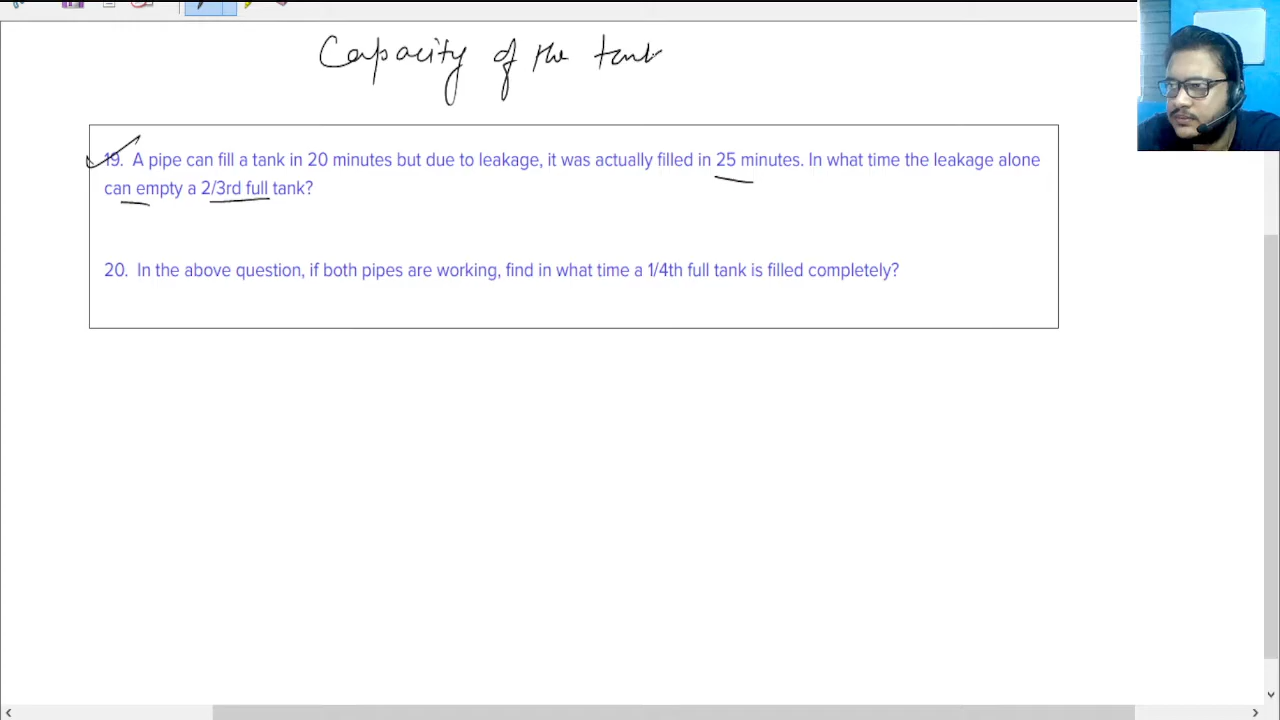 Capacity of the tank
19. A pipe can fill a tank in 20 minutes but due to leakage, it was actually filled in 25 minutes. In what time the leakage alone
can empty a 2/3rd full tank?
20. In the above question, if both pipes are working, find in what time a 1/4th full tank is filled completely?